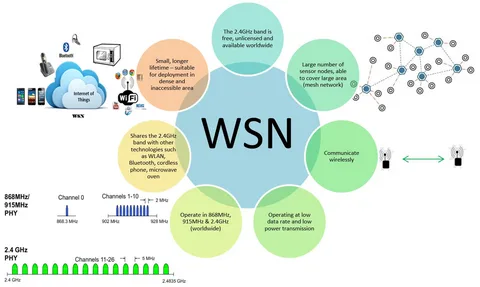 The 2.4GHz band is
free, unlicensed and
available worldwide
Small, longer
lifetime – suitable
for deployment in
dense and
inaccessible area
Large number of
sensor nodes, able
to cover large area
(mesh network)
Bluetooth
Internet of
Things
WSN
WiFi
WSN
Shares the 2.4GHz
band with other
technologies such
as WLAN,
Bluetooth, cordless
phone, microwave
oven
Communicate
wirelessly
Operate in 868MHz,
915MHz & 2.4GHz
(worldwide)
Operating at low
data rate and low
power transmission
868MHz/
915MHz
PHY
Channel 0
Channels 1-10
2 MHz
868.3 MHz
902 MHz
928 MHz
2.4 GHz
PHY
Channels 11-26
5 MHz
2.4 GHz
2.4835 GHz